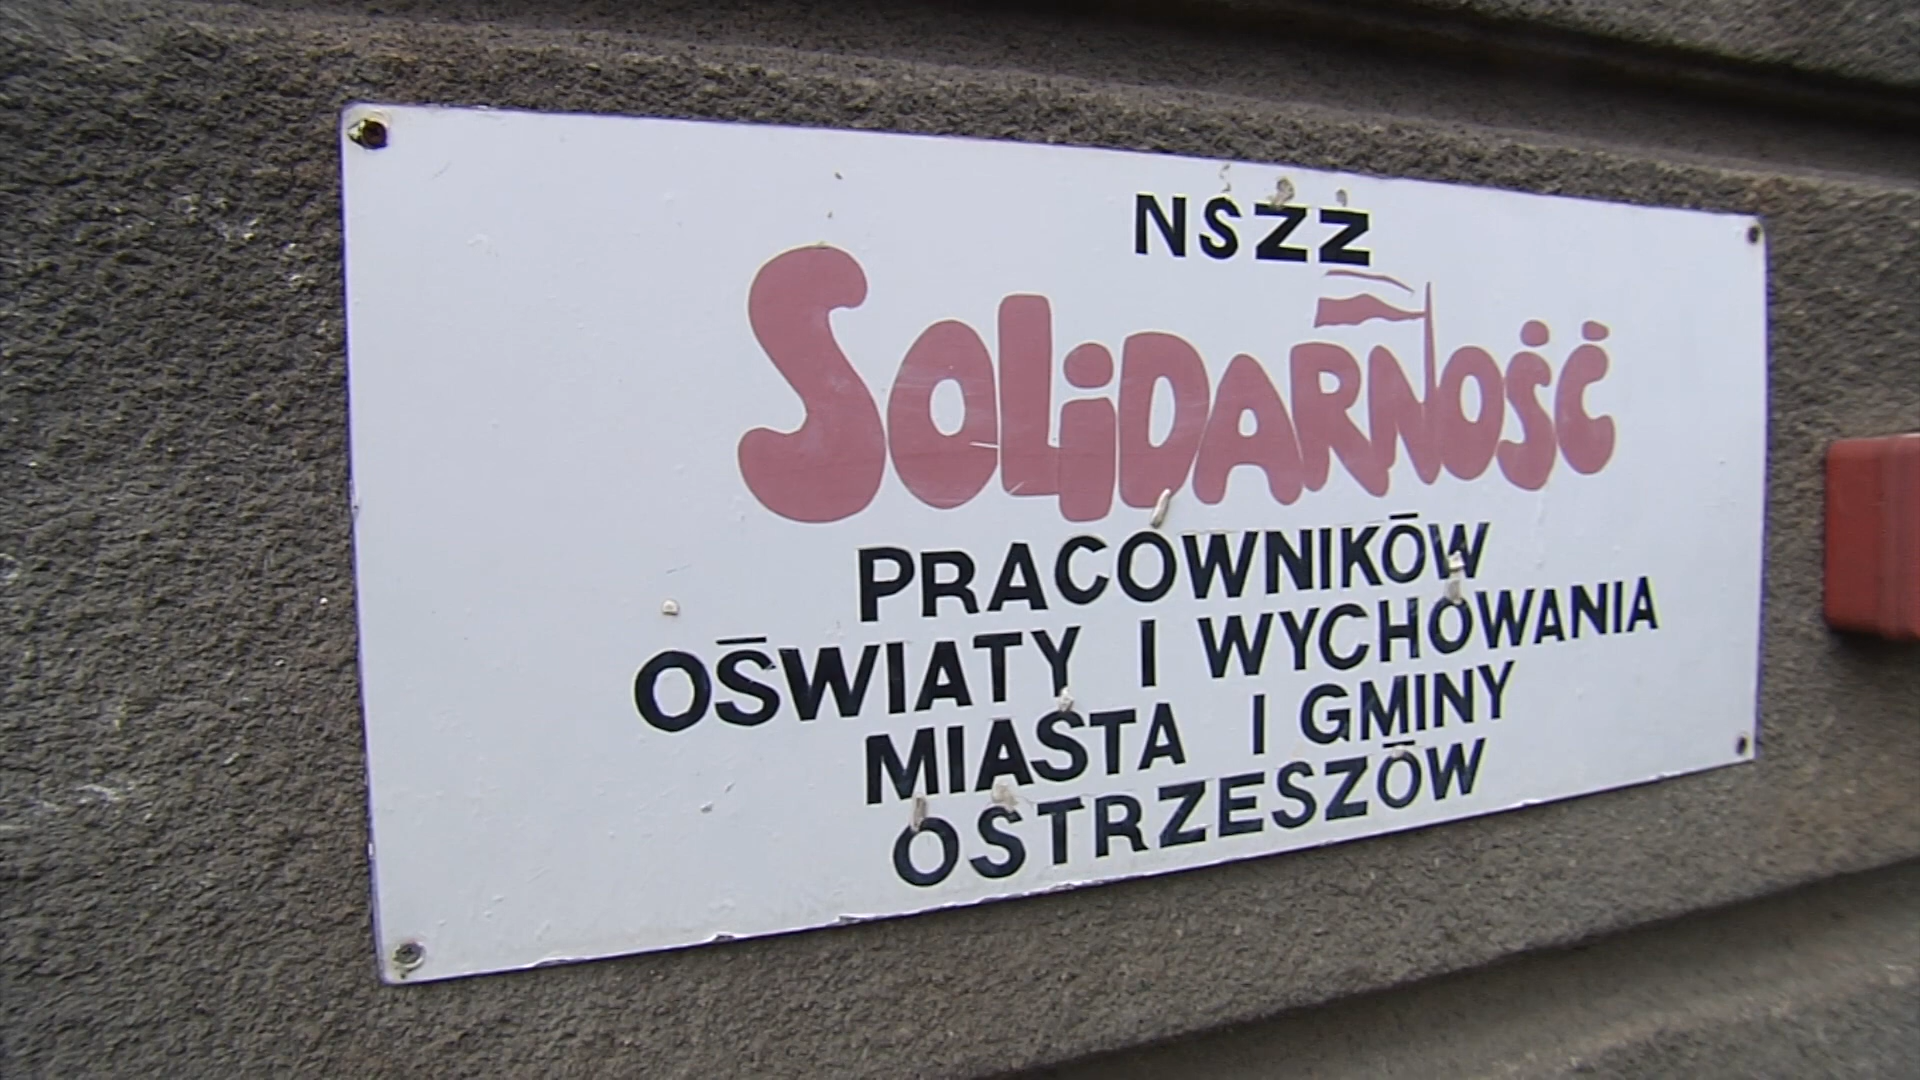 NSZZ
SOLiDARNOŚĆ
PRACOWNIKÓW
OŚWIATY I WYCHOWANIA
MIASTA I GMINY
OSTRZESZÓW